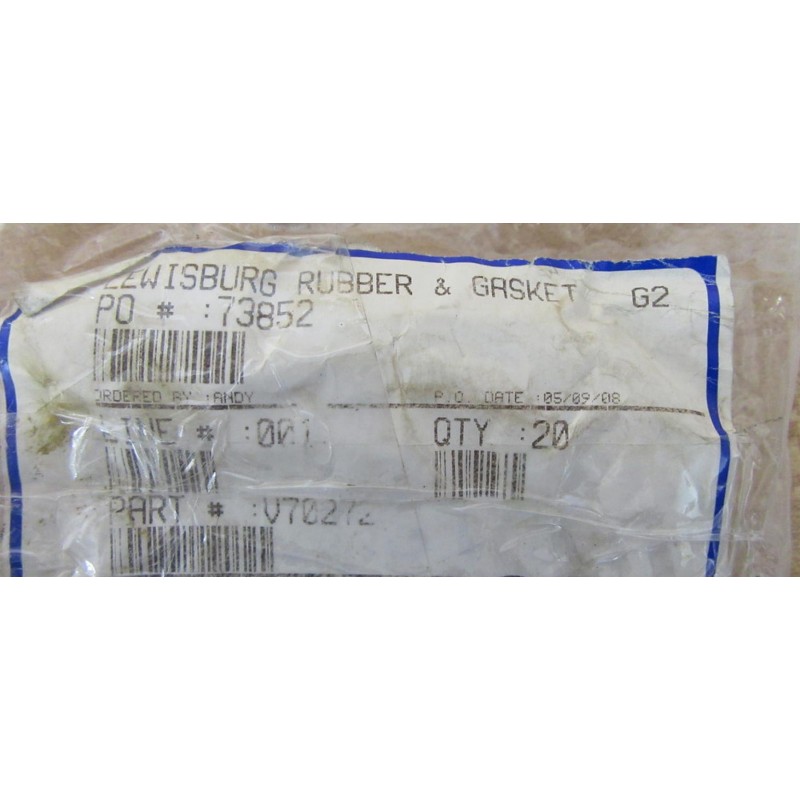 LEWISBURG RUBBER & GASKET G2
PO # :73852
ORDERED BY :ANDY P.O. DATE :05/09/08
LINE # :001 QTY :20
PART # :V70272